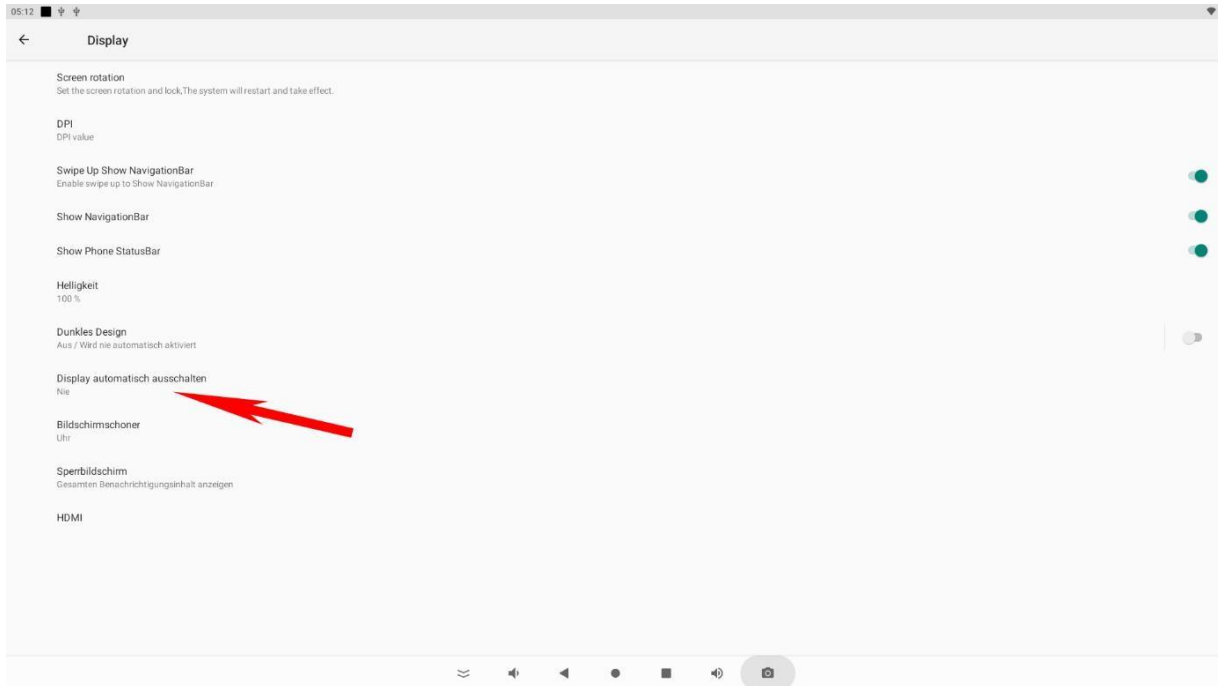 05:12
Display
Screen rotation
Set the screen rotation and lock,The system will restart and take effect.
DPI
DPI value
Swipe Up Show NavigationBar
Enable swipe up to Show NavigationBar
Show NavigationBar
Show Phone StatusBar
Helligkeit
100 %
Dunkles Design
Aus / Wird nie automatisch aktiviert
Display automatisch ausschalten
Nie
Bildschirmschoner
Uhr
Sperrbildschirm
Gesamten Benachrichtigungsinhalt anzeigen
HDMI